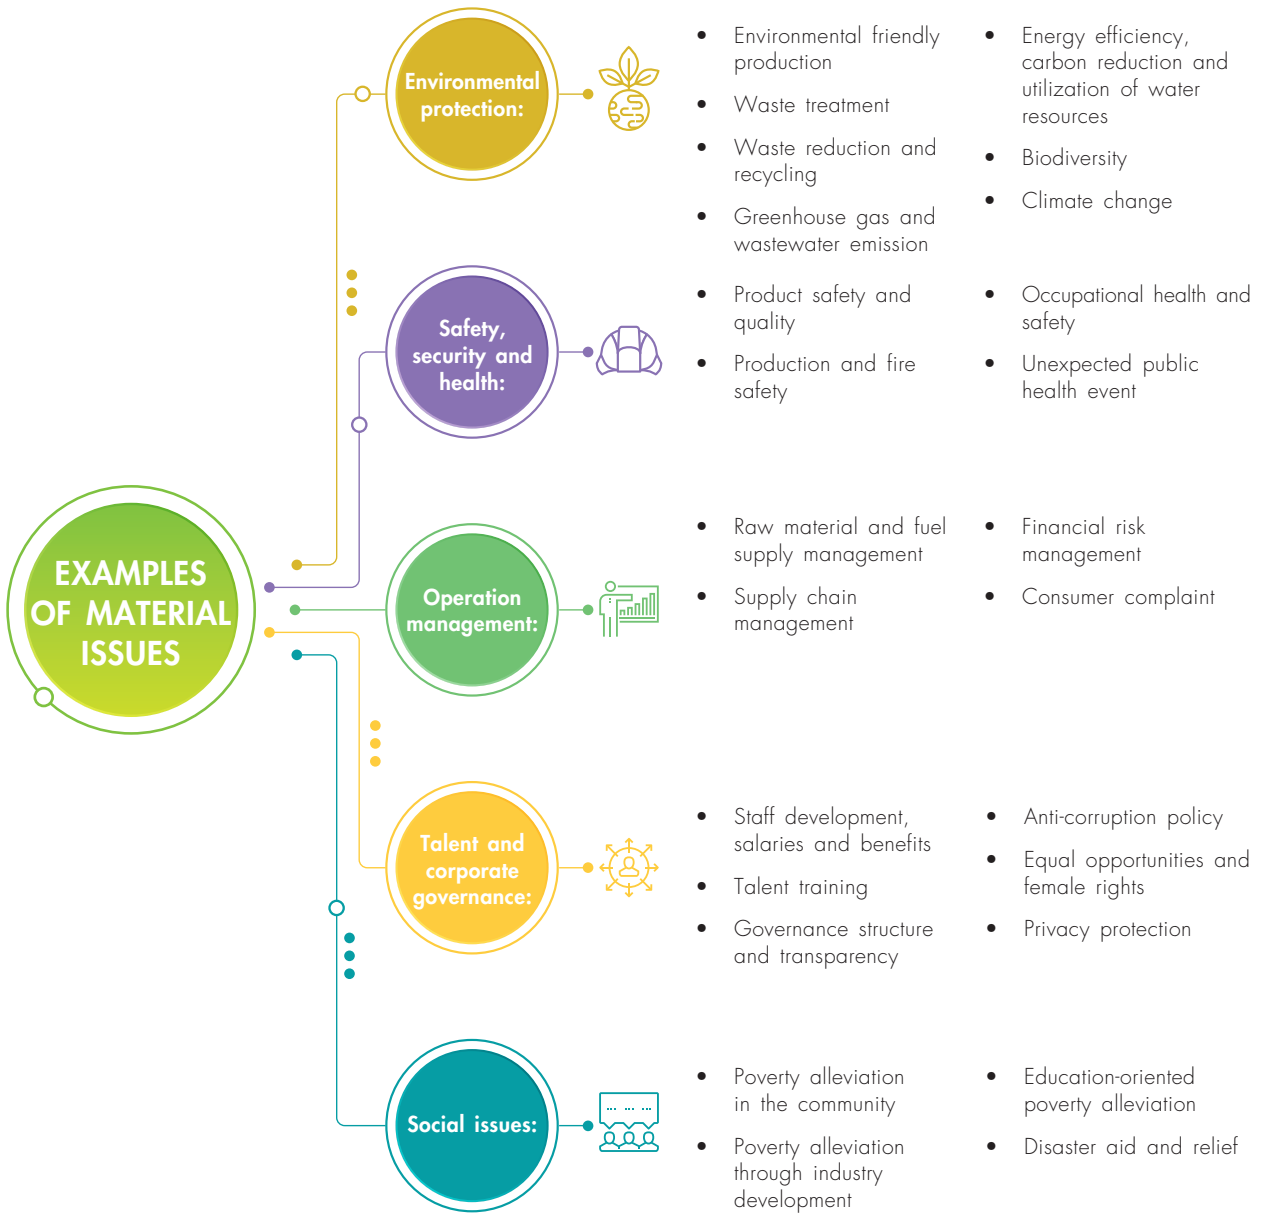 EXAMPLES
OF MATERIAL
ISSUES
Environmental
protection:
• Environmental friendly
production
• Waste treatment
• Waste reduction and
recycling
• Greenhouse gas and
wastewater emission
• Energy efficiency,
carbon reduction and
utilization of water
resources
• Biodiversity
• Climate change
Safety,
security and
health:
• Product safety and
quality
• Production and fire
safety
• Occupational health and
safety
• Unexpected public
health event
Operation
management:
• Raw material and fuel
supply management
• Supply chain
management
• Financial risk
management
• Consumer complaint
Talent and
corporate
governance:
• Staff development,
salaries and benefits
• Talent training
• Governance structure
and transparency
• Anti-corruption policy
• Equal opportunities and
female rights
• Privacy protection
Social issues:
• Poverty alleviation
in the community
• Poverty alleviation
through industry
development
• Education-oriented
poverty alleviation
• Disaster aid and relief